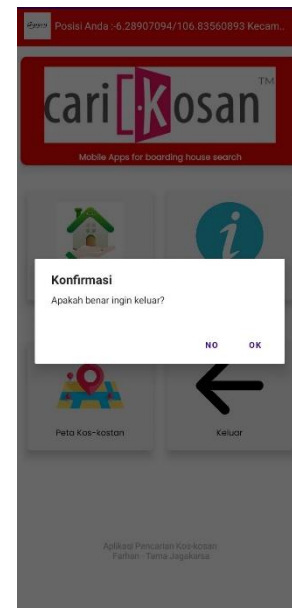 Posisi Anda :-6.28907094/106.83560893 Kecam..
cari Kosan TM
Mobile Apps for boarding house search
Konfirmasi
Apakah benar ingin keluar?
NO OK
Peta Kos-kostan
Keluar
Aplikasi Pencarian Kos-kosan
Farhan - Tama Jagakarsa